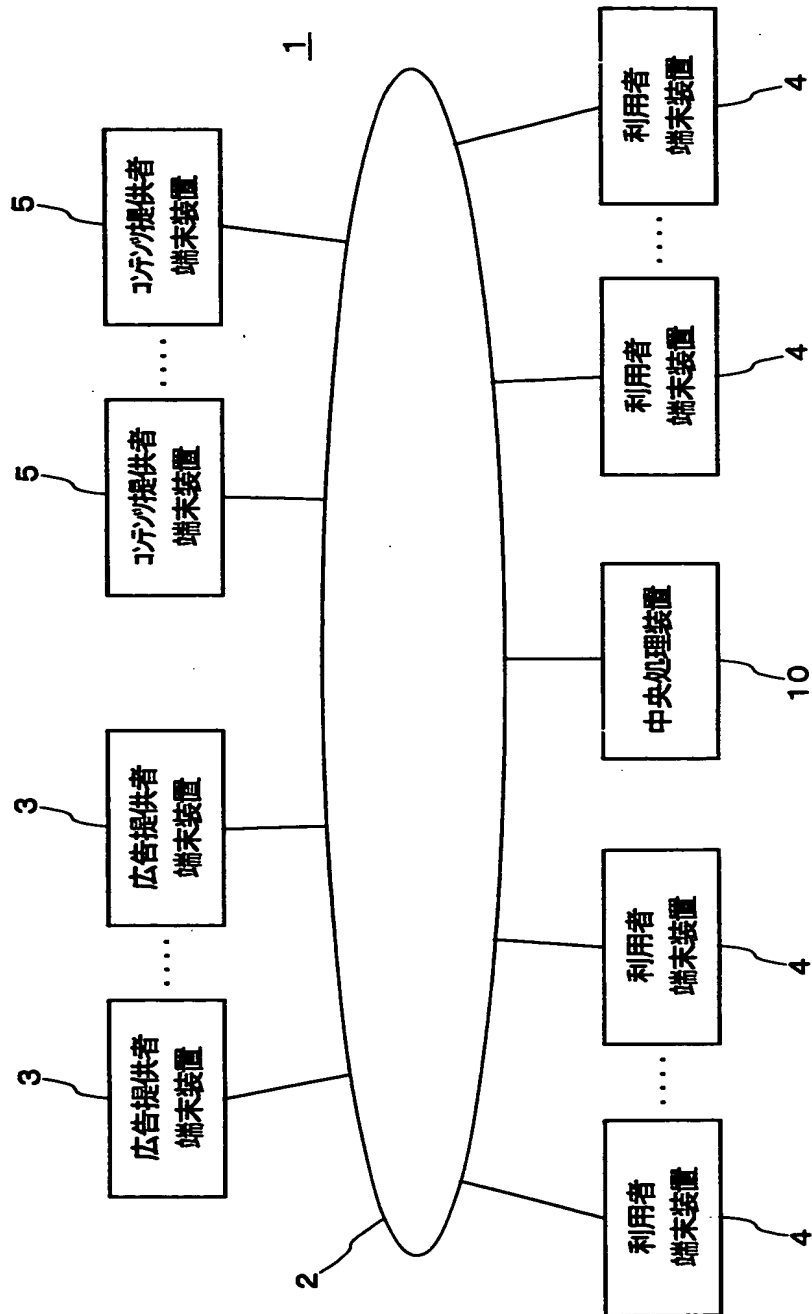 3
3
5
5
広告提供者
端末装置
‥‥
広告提供者
端末装置
コンテンツ提供者
端末装置
‥‥
コンテンツ提供者
端末装置
1
2
利用者
端末装置
‥‥
利用者
端末装置
中央処理装置
利用者
端末装置
‥‥
利用者
端末装置
4
4
10
4
4